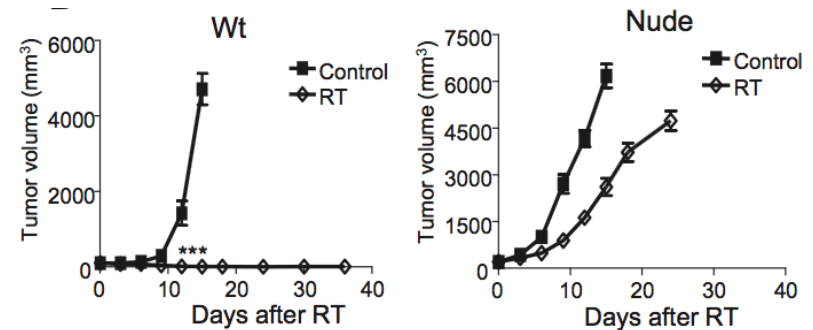 Wt
Tumor volume (mm³)
6000
4000
2000
0
Control
RT
***
0 10 20 30 40
Days after RT
Nude
Tumor volume (mm³)
7500
6000
4500
3000
1500
0
Control
RT
0 10 20 30 40
Days after RT